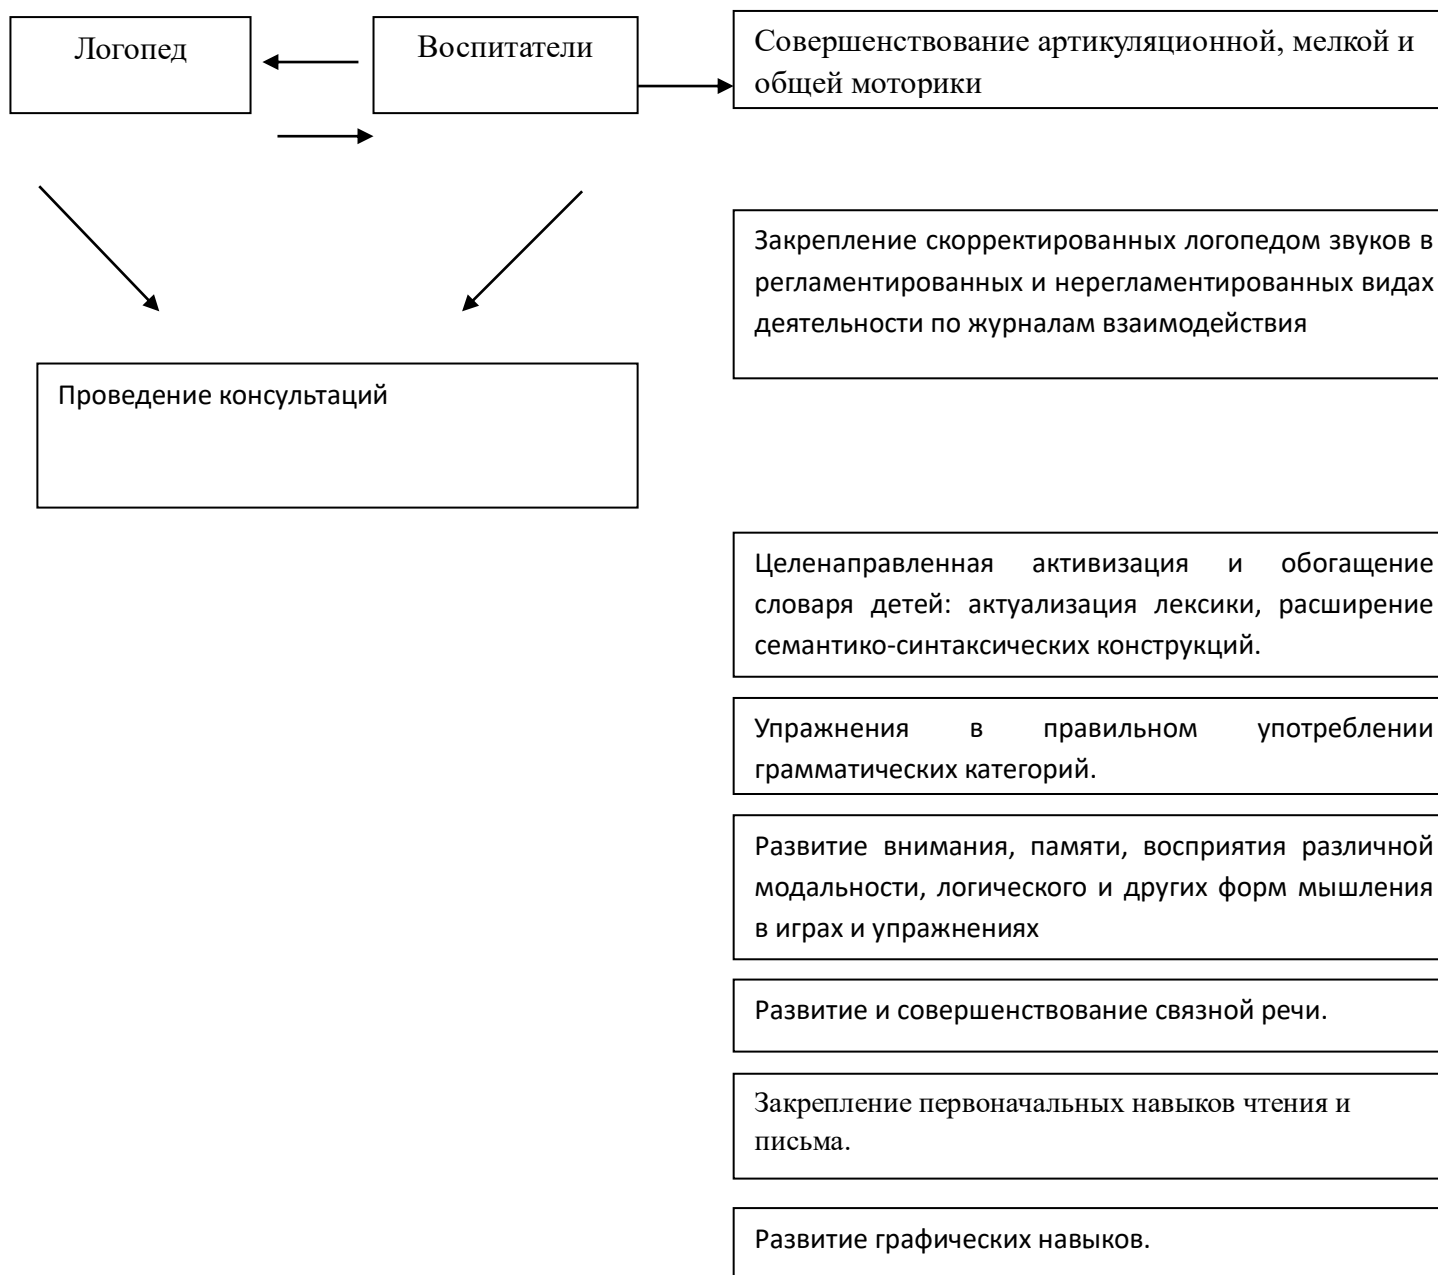 Логопед
Воспитатели
Совершенствование артикуляционной, мелкой и
общей моторики
Закрепление скорректированных логопедом звуков в
регламентированных и нерегламентированных видах
деятельности по журналам взаимодействия
Проведение консультаций
Целенаправленная активизация и обогащение
словаря детей: актуализация лексики, расширение
семантико-синтаксических конструкций.
Упражнения в правильном употреблении
грамматических категорий.
Развитие внимания, памяти, восприятия различной
модальности, логического и других форм мышления
в играх и упражнениях
Развитие и совершенствование связной речи.
Закрепление первоначальных навыков чтения и
письма.
Развитие графических навыков.